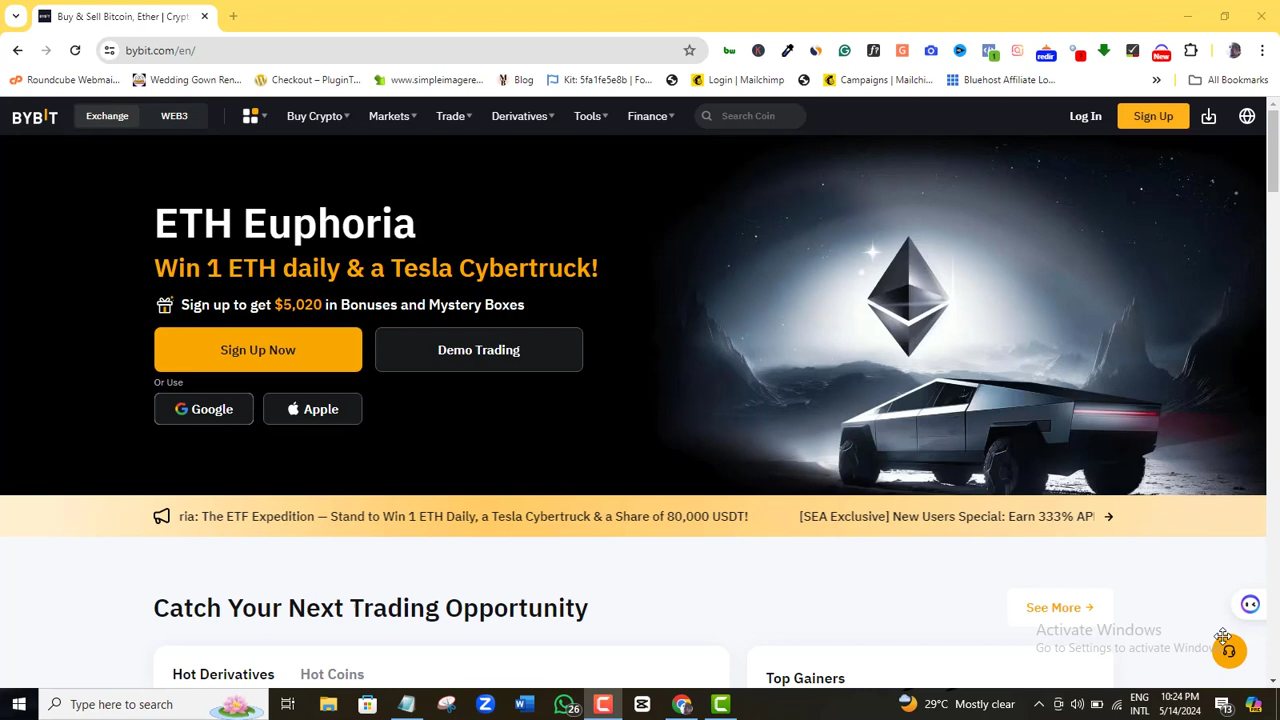 Buy & Sell Bitcoin, Ether | Crypt
bybit.com/en/
Roundcube Webmai...
Wedding Gown Ren...
Checkout – PluginT...
www.simpleimagere...
Blog
Kit: 5fa1fe5e8b | Fo...
Login | Mailchimp
Campaigns | Mailchi...
Bluehost Affiliate Lo...
All Bookmarks
BYBIT
Exchange
WEB3
Buy Crypto
Markets
Trade
Derivatives
Tools
Finance
Search Coin
Log In
Sign Up
ETH Euphoria
Win 1 ETH daily & a Tesla Cybertruck!
Sign up to get $5,020 in Bonuses and Mystery Boxes
Sign Up Now
Demo Trading
Or Use
Google
Apple
ria: The ETF Expedition — Stand to Win 1 ETH Daily, a Tesla Cybertruck & a Share of 80,000 USDT!
[SEA Exclusive] New Users Special: Earn 333% AP
Catch Your Next Trading Opportunity
See More →
Activate Windows
Go to Settings to activate Windows
Hot Derivatives
Hot Coins
Top Gainers
Type here to search
26
29°C Mostly clear
ENG
INTL
10:24 PM
5/14/2024
13